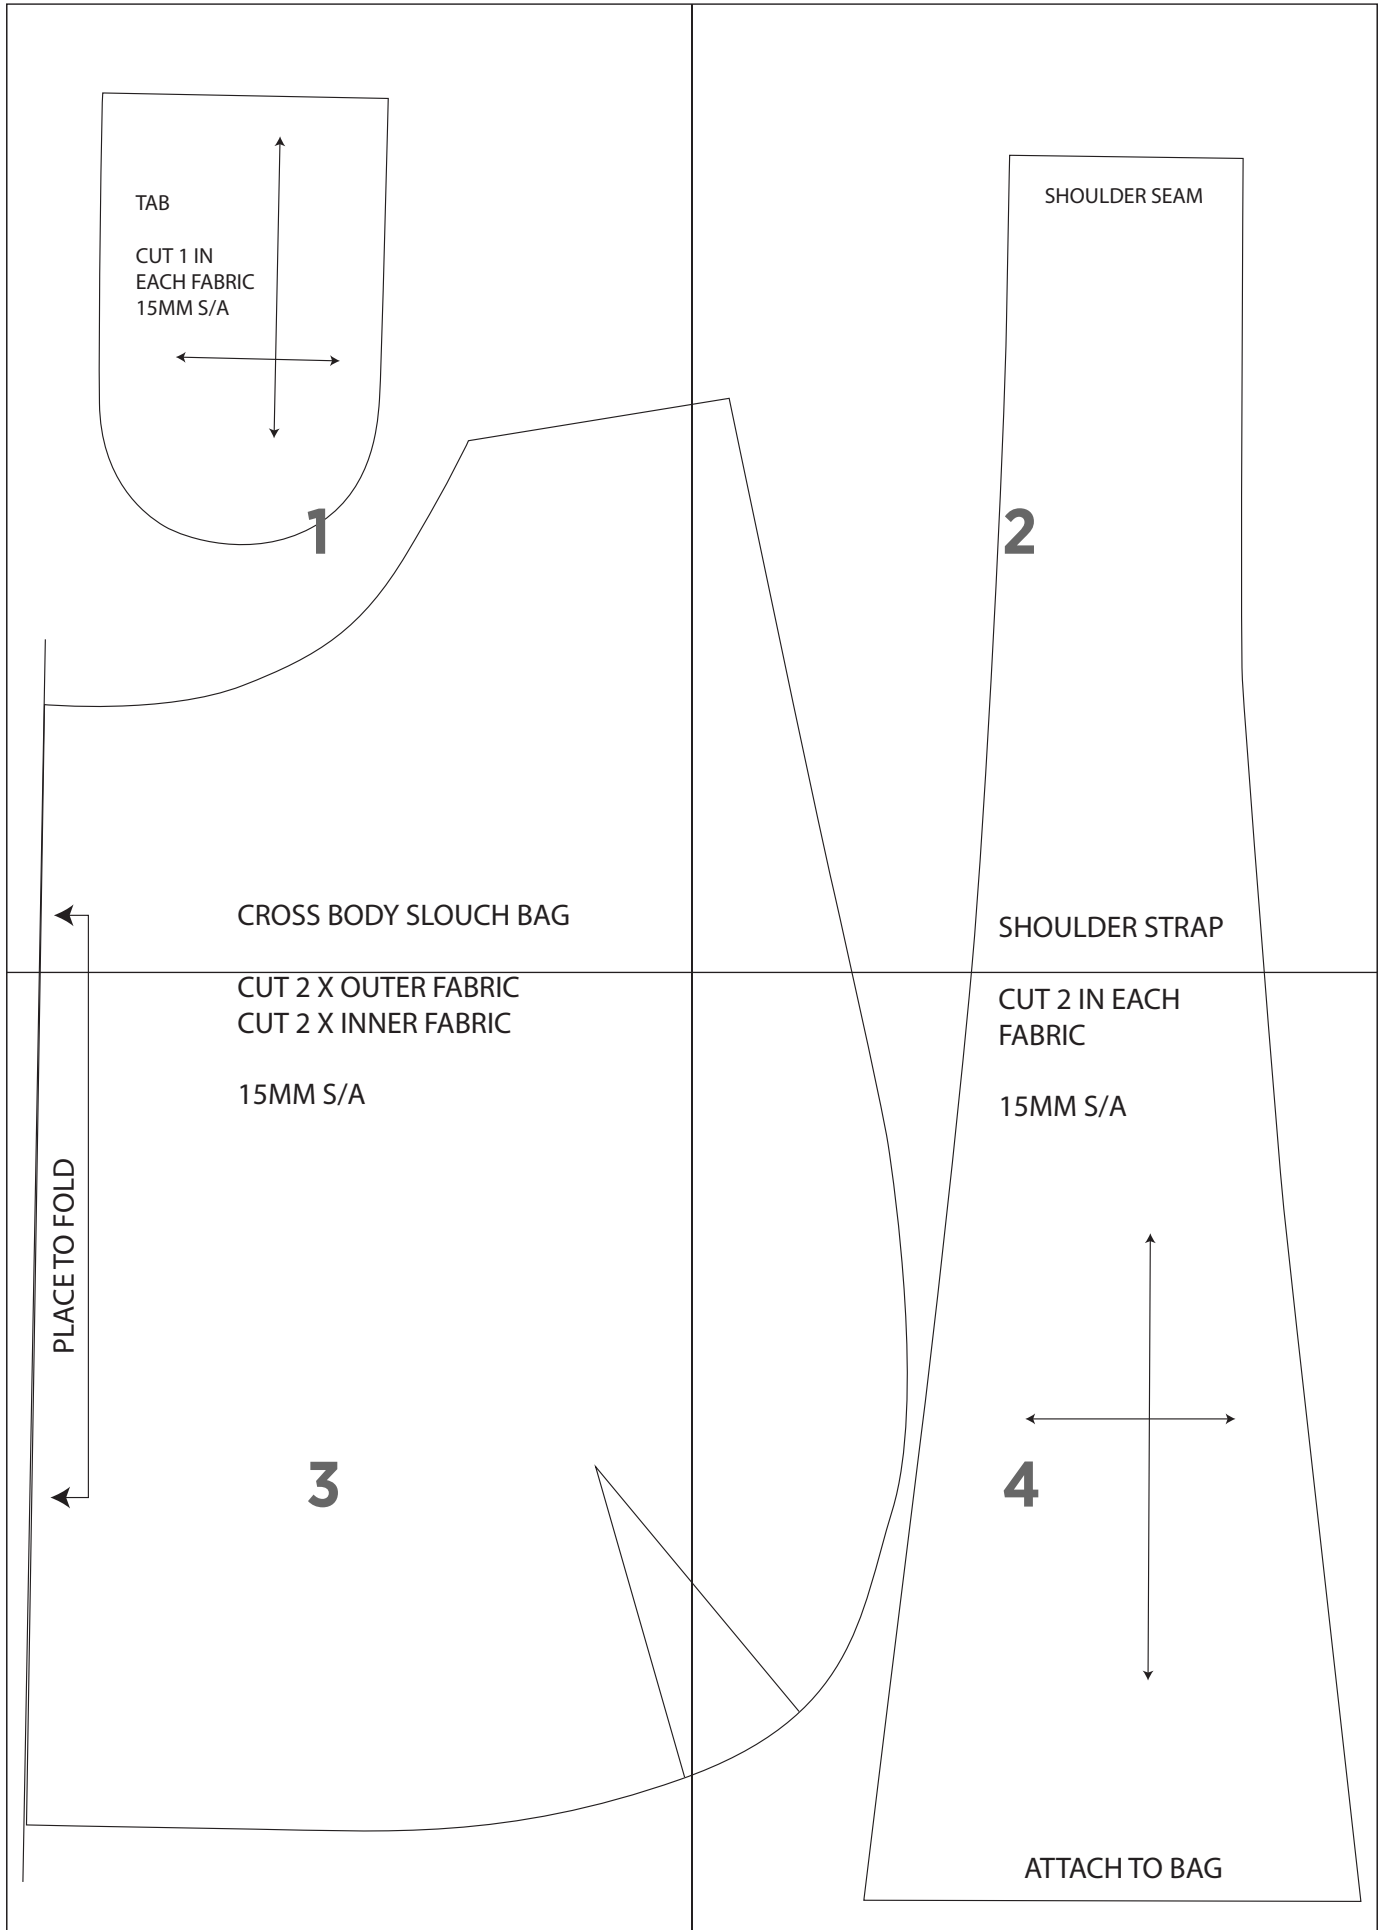 TAB
CUT 1 IN
EACH FABRIC
15MM S/A
1
SHOULDER SEAM
2
CROSS BODY SLOUCH BAG
CUT 2 X OUTER FABRIC
CUT 2 X INNER FABRIC
15MM S/A
PLACE TO FOLD
3
SHOULDER STRAP
CUT 2 IN EACH
FABRIC
15MM S/A
4
ATTACH TO BAG